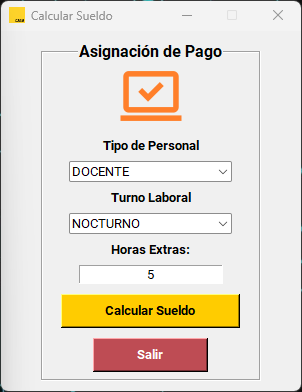 Calcular Sueldo
Asignación de Pago
Tipo de Personal
DOCENTE
Turno Laboral
NOCTURNO
Horas Extras:
5
Calcular Sueldo
Salir